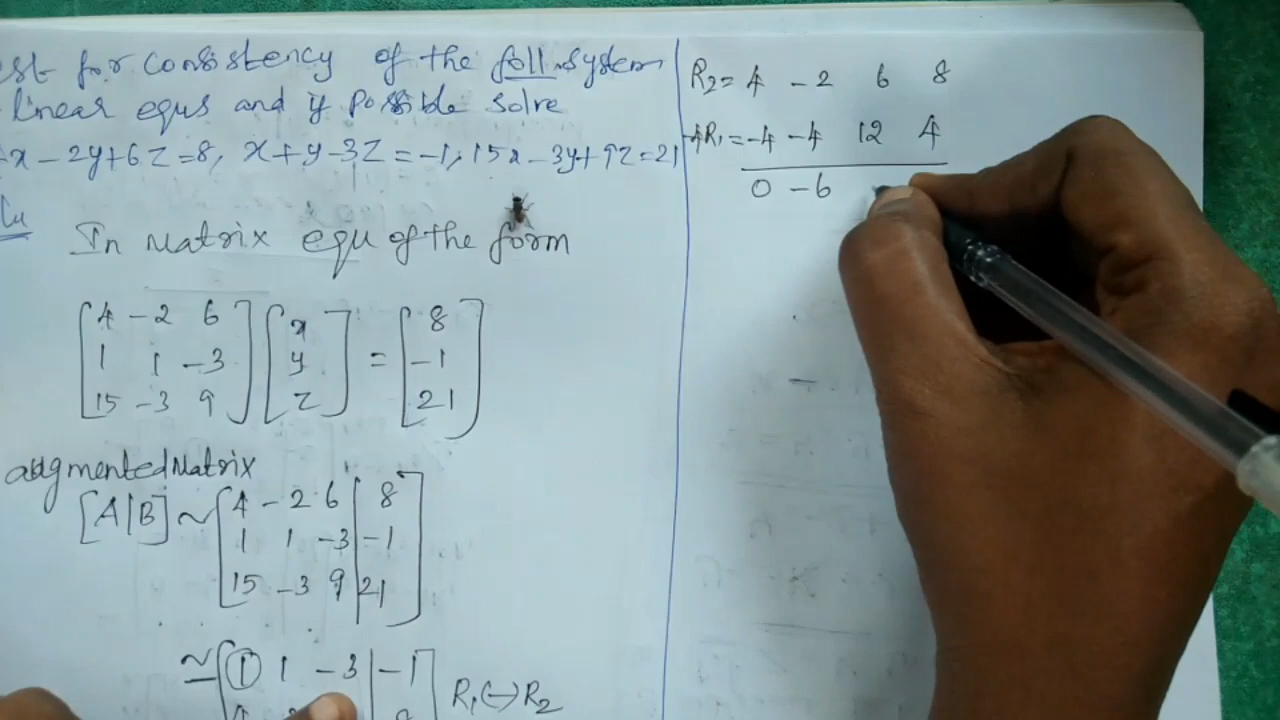 st for consistency of the foll. system
linear equs and if possible solve
x - 2y + 6z = 8, x + y - 3z = -1, 15x - 3y + 9z = 21
In Matrix equ of the form
[4 -2 6] [x] = [8]
[1 1 -3] [y] [-1]
[15 -3 9] [z] [21]
augmented Matrix
[A|B] ~ [4 -2 6 | 8]
[1 1 -3 | -1]
[15 -3 9 | 21]
≃ [1 1 -3 | -1] R1 ↔ R2
R2 = 4 -2 6 8
-4R1 = -4 -4 12 4
0 -6